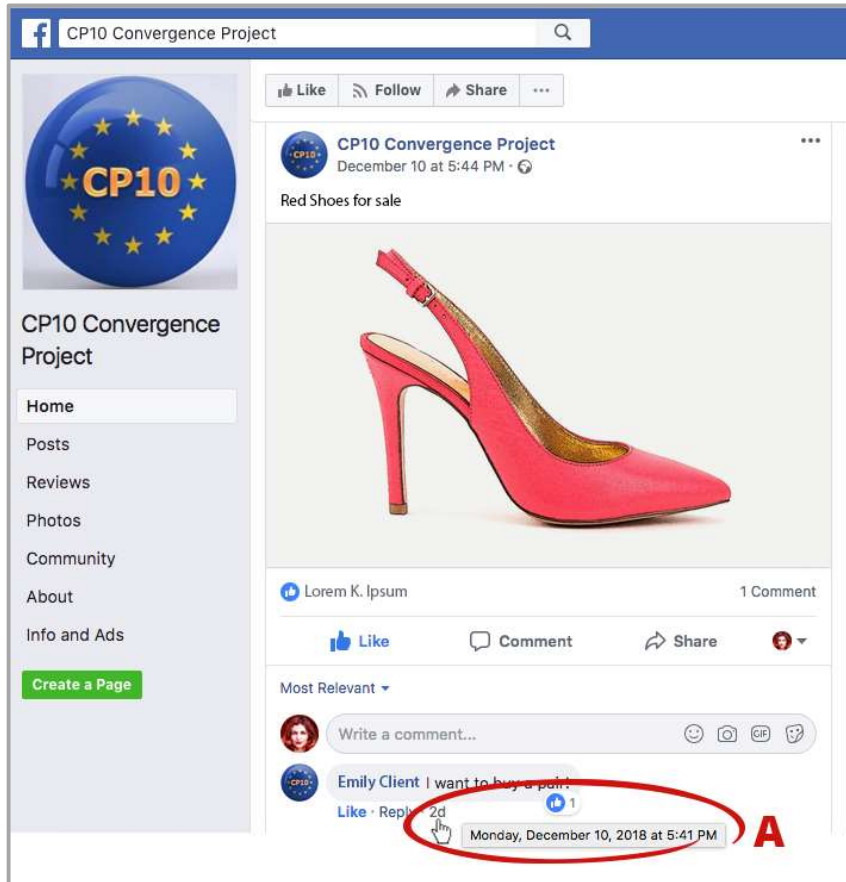 f CP10 Convergence Project
Like Follow Share ...
CP10
CP10 Convergence Project
Home
Posts
Reviews
Photos
Community
About
Info and Ads
Create a Page
CP10 CP10 Convergence Project ...
December 10 at 5:44 PM ·
Red Shoes for sale
Lorem K. Ipsum 1 Comment
Like Comment Share
Most Relevant
Write a comment... GIF
CP10 Emily Client I want to buy a pair!
1
Like · Reply · 2d
Monday, December 10, 2018 at 5:41 PM
A